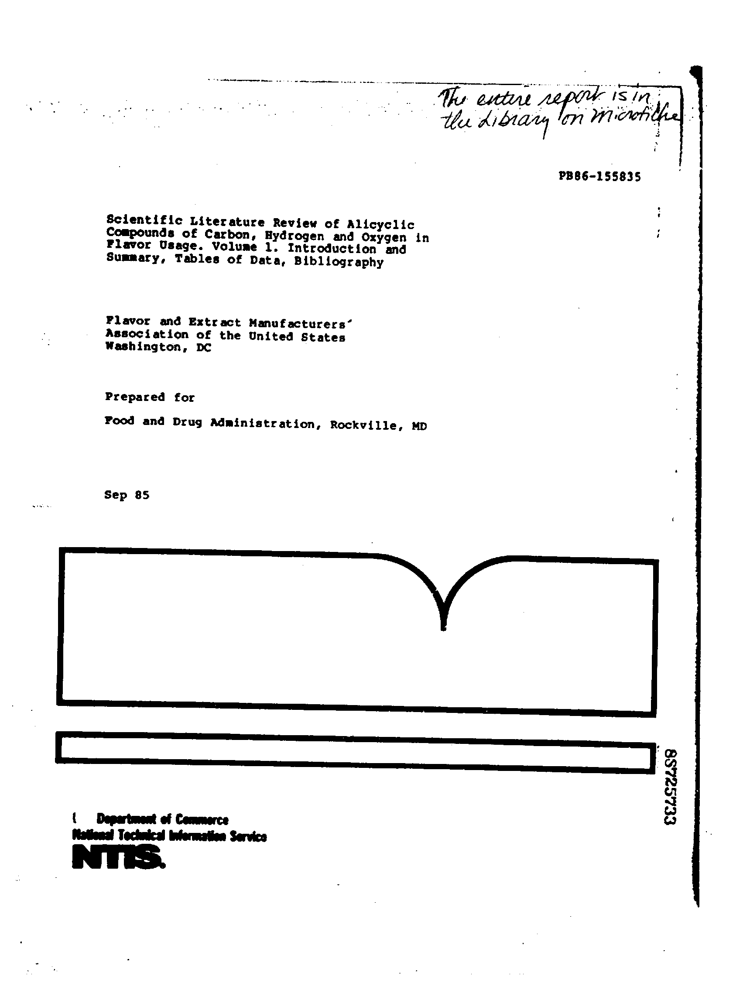 The entire report is in
the Library on microfiche
PB86-155835
Scientific Literature Review of Alicyclic
Compounds of Carbon, Hydrogen and Oxygen in
Flavor Usage. Volume 1. Introduction and
Summary, Tables of Data, Bibliography
Flavor and Extract Manufacturers'
Association of the United States
Washington, DC
Prepared for
Food and Drug Administration, Rockville, MD
Sep 85
85725733
Department of Commerce
National Technical Information Service
NTIS.